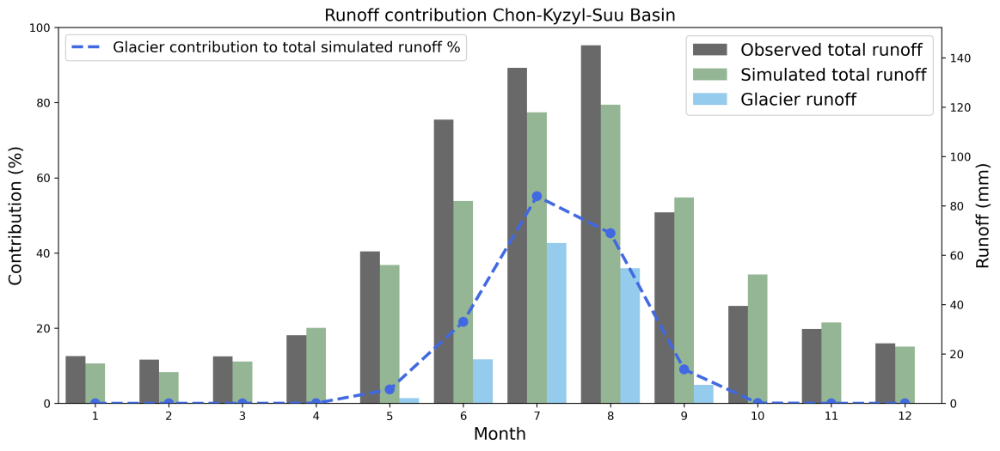 Runoff contribution Chon-Kyzyl-Suu Basin
Glacier contribution to total simulated runoff %
Observed total runoff
Simulated total runoff
Glacier runoff
Contribution (%)
100
80
60
40
20
0
Runoff (mm)
140
120
100
80
60
40
20
0
1 2 3 4 5 6 7 8 9 10 11 12
Month